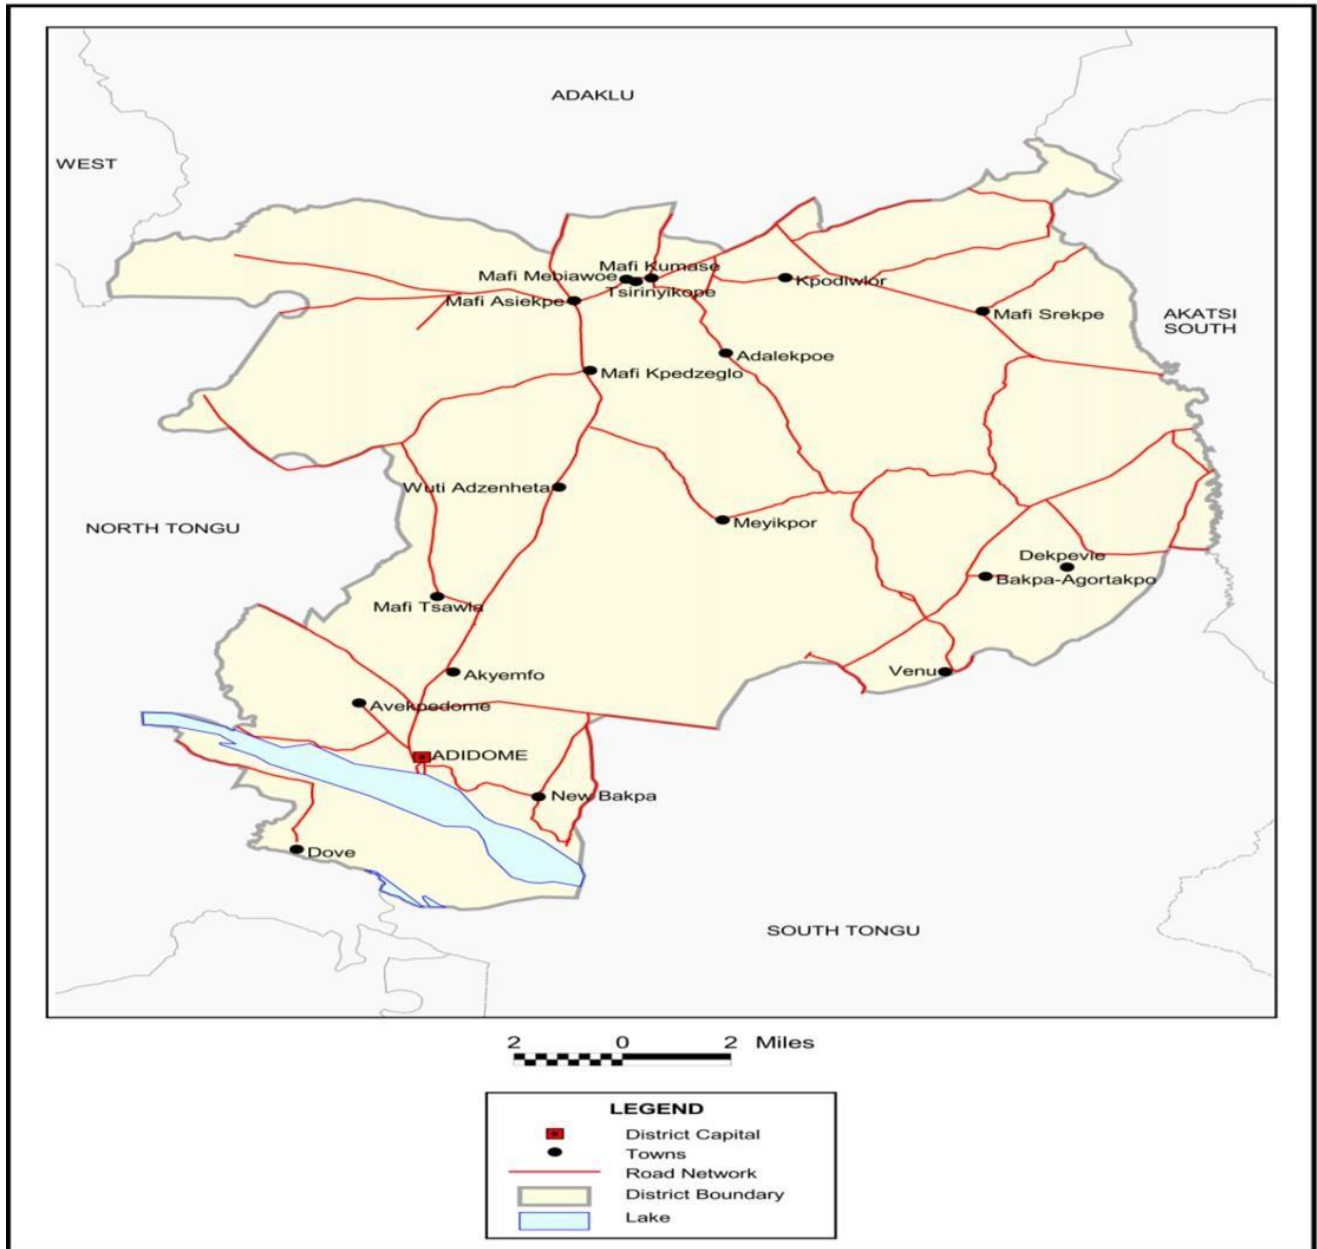 ADAKLU
WEST
Mafi Kumase
Mafi Mebiawoe
Tsirinyikope
Kpodiwlor
Mafi Asiekpe
Mafi Srekpe
AKATSI
SOUTH
Adalekpoe
Mafi Kpedzeglo
Wuti Adzenheta
Meyikpor
NORTH TONGU
Dekpevie
Bakpa-Agortakpo
Mafi Tsawla
Akyemfo
Venu
Avekpedome
ADIDOME
New Bakpa
Dove
SOUTH TONGU
2 0 2 Miles
LEGEND
District Capital
Towns
Road Network
District Boundary
Lake